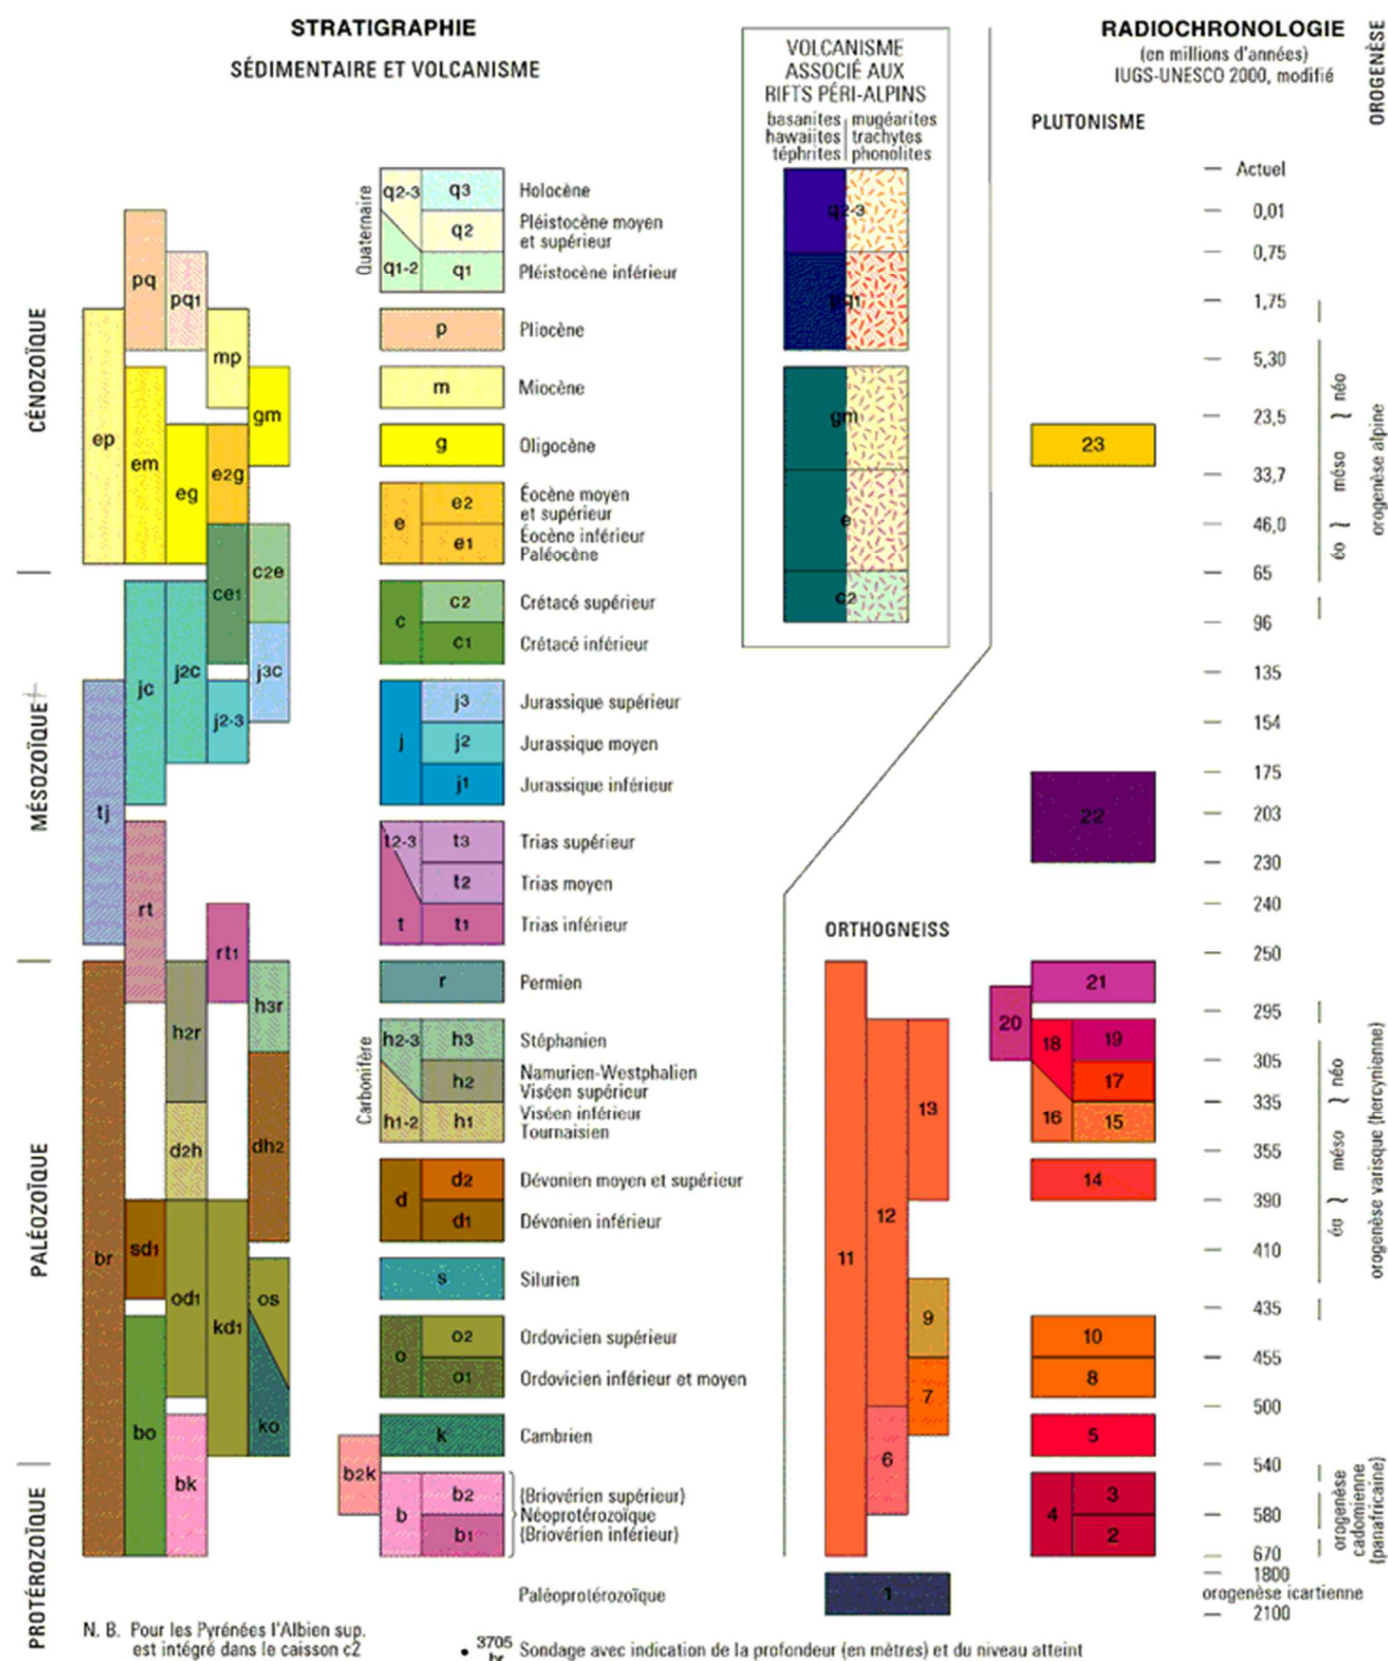 STRATIGRAPHIE
SÉDIMENTAIRE ET VOLCANISME
VOLCANISME
ASSOCIÉ AUX
RIFTS PÉRI-ALPINS
basanites mugéarites
hawaiites trachytes
téphrites phonolites
RADIOCHRONOLOGIE
(en millions d'années)
IUGS-UNESCO 2000, modifié
OROGENÈSE
PLUTONISME
CÉNOZOÏQUE
MÉSOZOÏQUE
PALÉOZOÏQUE
PROTÉROZOÏQUE
pq
pq1
mp
gm
ep
em
eg
e2g
c2e
ce1
jc
j2c
j3c
j2-3
tj
rt
rt1
h3r
h2r
d2h
dh2
br
sd1
od1
kd1
os
ko
bo
bk
b2k
Quaternaire
q2-3 q3 Holocène
q2 Pléistocène moyen
et supérieur
q1-2 q1 Pléistocène inférieur
p Pliocène
m Miocène
g Oligocène
e e2 Éocène moyen
et supérieur
e1 Éocène inférieur
Paléocène
c c2 Crétacé supérieur
c1 Crétacé inférieur
j j3 Jurassique supérieur
j2 Jurassique moyen
j1 Jurassique inférieur
t2-3 t3 Trias supérieur
t2 Trias moyen
t t1 Trias inférieur
r Permien
Carbonifère
h2-3 h3 Stéphanien
h2 Namurien-Westphalien
Viséen supérieur
h1-2 h1 Viséen inférieur
Tournaisien
d d2 Dévonien moyen et supérieur
d1 Dévonien inférieur
s Silurien
o o2 Ordovicien supérieur
o1 Ordovicien inférieur et moyen
k Cambrien
b b2 (Briovérien supérieur)
Néoprotérozoïque
b1 (Briovérien inférieur)
Paléoprotérozoïque
q2-3
pq1
gm
e
c2
ORTHOGNEISS
11
12
13
9
7
6
1
23
22
21
20
18 19
17
16 15
14
10
8
5
4 3
2
Actuel
0,01
0,75
1,75
5,30
23,5
33,7
46,0
65
96
135
154
175
203
230
240
250
295
305
335
355
390
410
435
455
500
540
580
670
1800
orogenèse icartienne
2100
néo
méso
éo
orogenèse alpine
néo
méso
éo
orogenèse varisque (hercynienne)
orogenèse
cadomienne
(panafricaine)
N. B. Pour les Pyrénées l'Albien sup.
est intégré dans le caisson c2
3705
br
Sondage avec indication de la profondeur (en mètres) et du niveau atteint